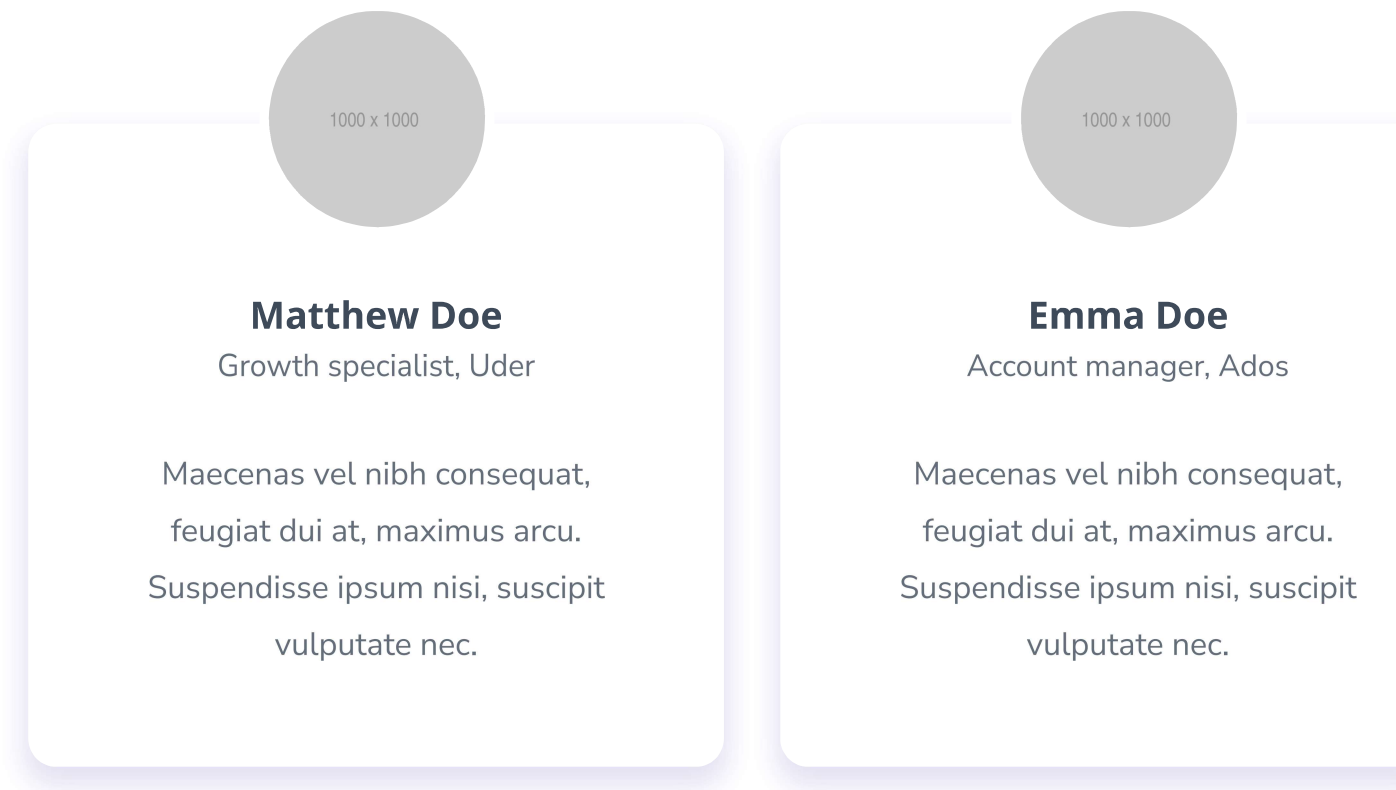 1000 x 1000
Matthew Doe
Growth specialist, Uder
Maecenas vel nibh consequat,
feugiat dui at, maximus arcu.
Suspendisse ipsum nisi, suscipit
vulputate nec.
1000 x 1000
Emma Doe
Account manager, Ados
Maecenas vel nibh consequat,
feugiat dui at, maximus arcu.
Suspendisse ipsum nisi, suscipit
vulputate nec.